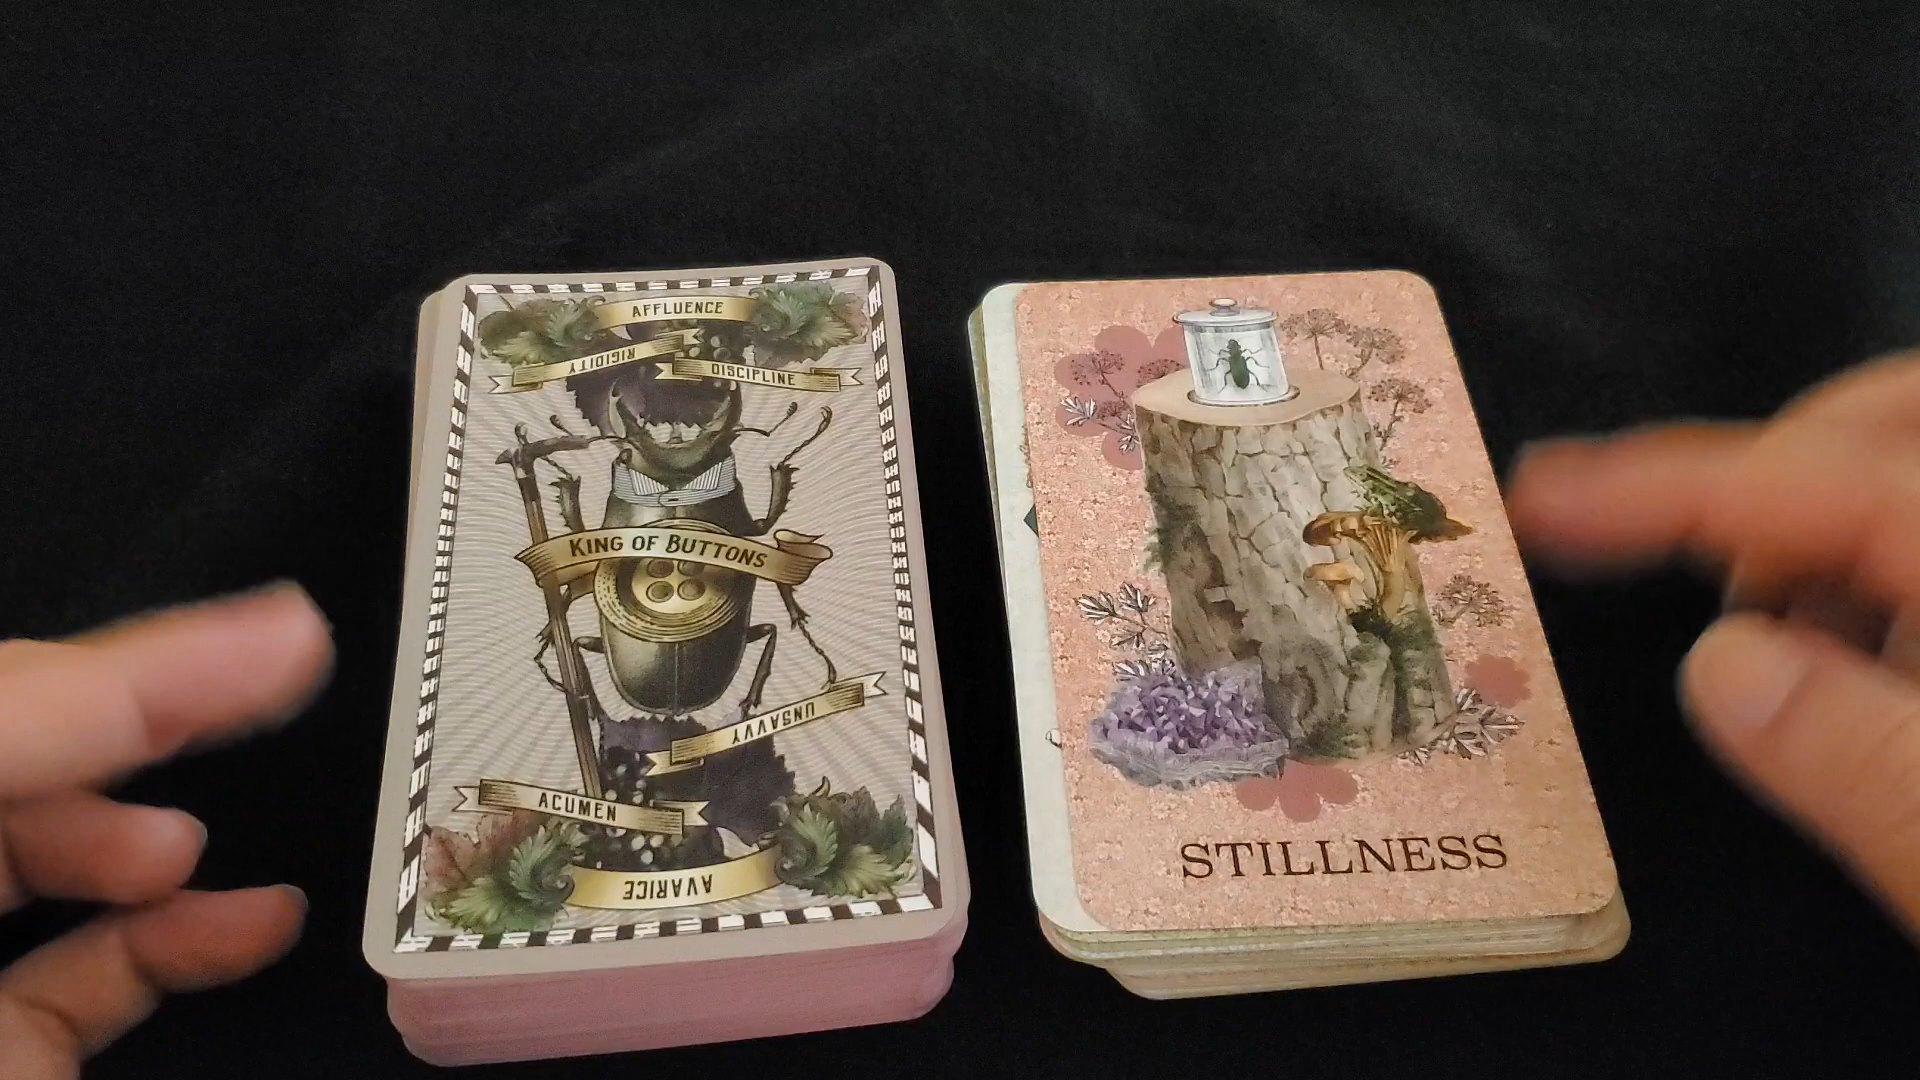 AFFLUENCE
RIGIDITY
DISCIPLINE
KING OF BUTTONS
UNSAVVY
ACUMEN
AVARICE
STILLNESS